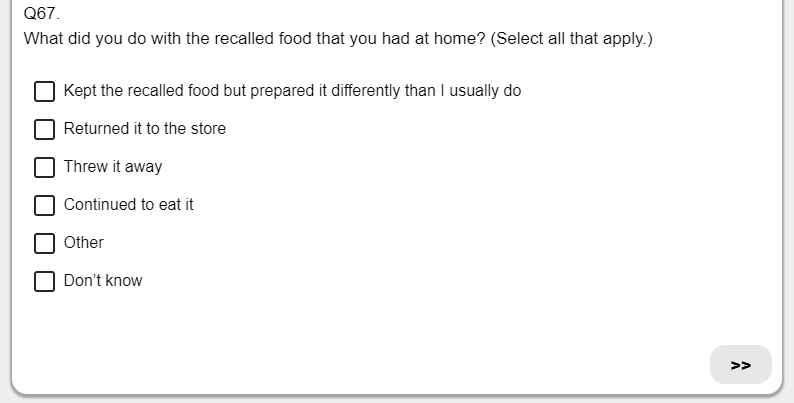 Q67.
What did you do with the recalled food that you had at home? (Select all that apply.)
Kept the recalled food but prepared it differently than I usually do
Returned it to the store
Threw it away
Continued to eat it
Other
Don't know
>>